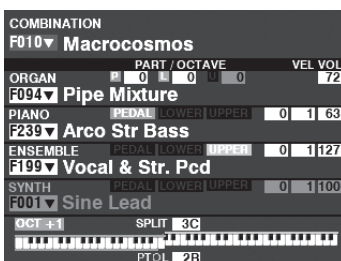 COMBINATION
F010▼ Macrocosmos
PART / OCTAVE VEL VOL
ORGAN P 0 L 0 U 0 72
F094▼ Pipe Mixture
PIANO PEDAL LOWER UPPER 0 1 63
F239▼ Arco Str Bass
ENSEMBLE PEDAL LOWER UPPER 0 1 127
F199▼ Vocal & Str. Pcd
SYNTH PEDAL LOWER UPPER 0 1 100
F001▼ Sine Lead
OCT +1 SPLIT 3C
PTOL 2B